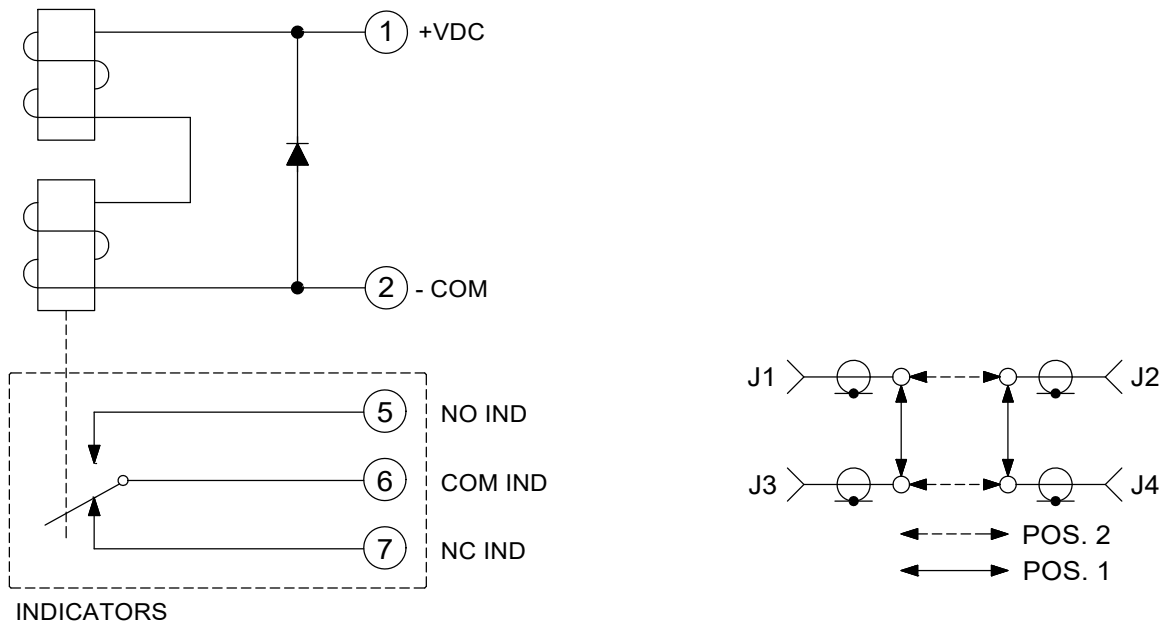 1 +VDC
2 - COM
5 NO IND
6 COM IND
7 NC IND
INDICATORS
J1 J2
J3 J4
POS. 2
POS. 1